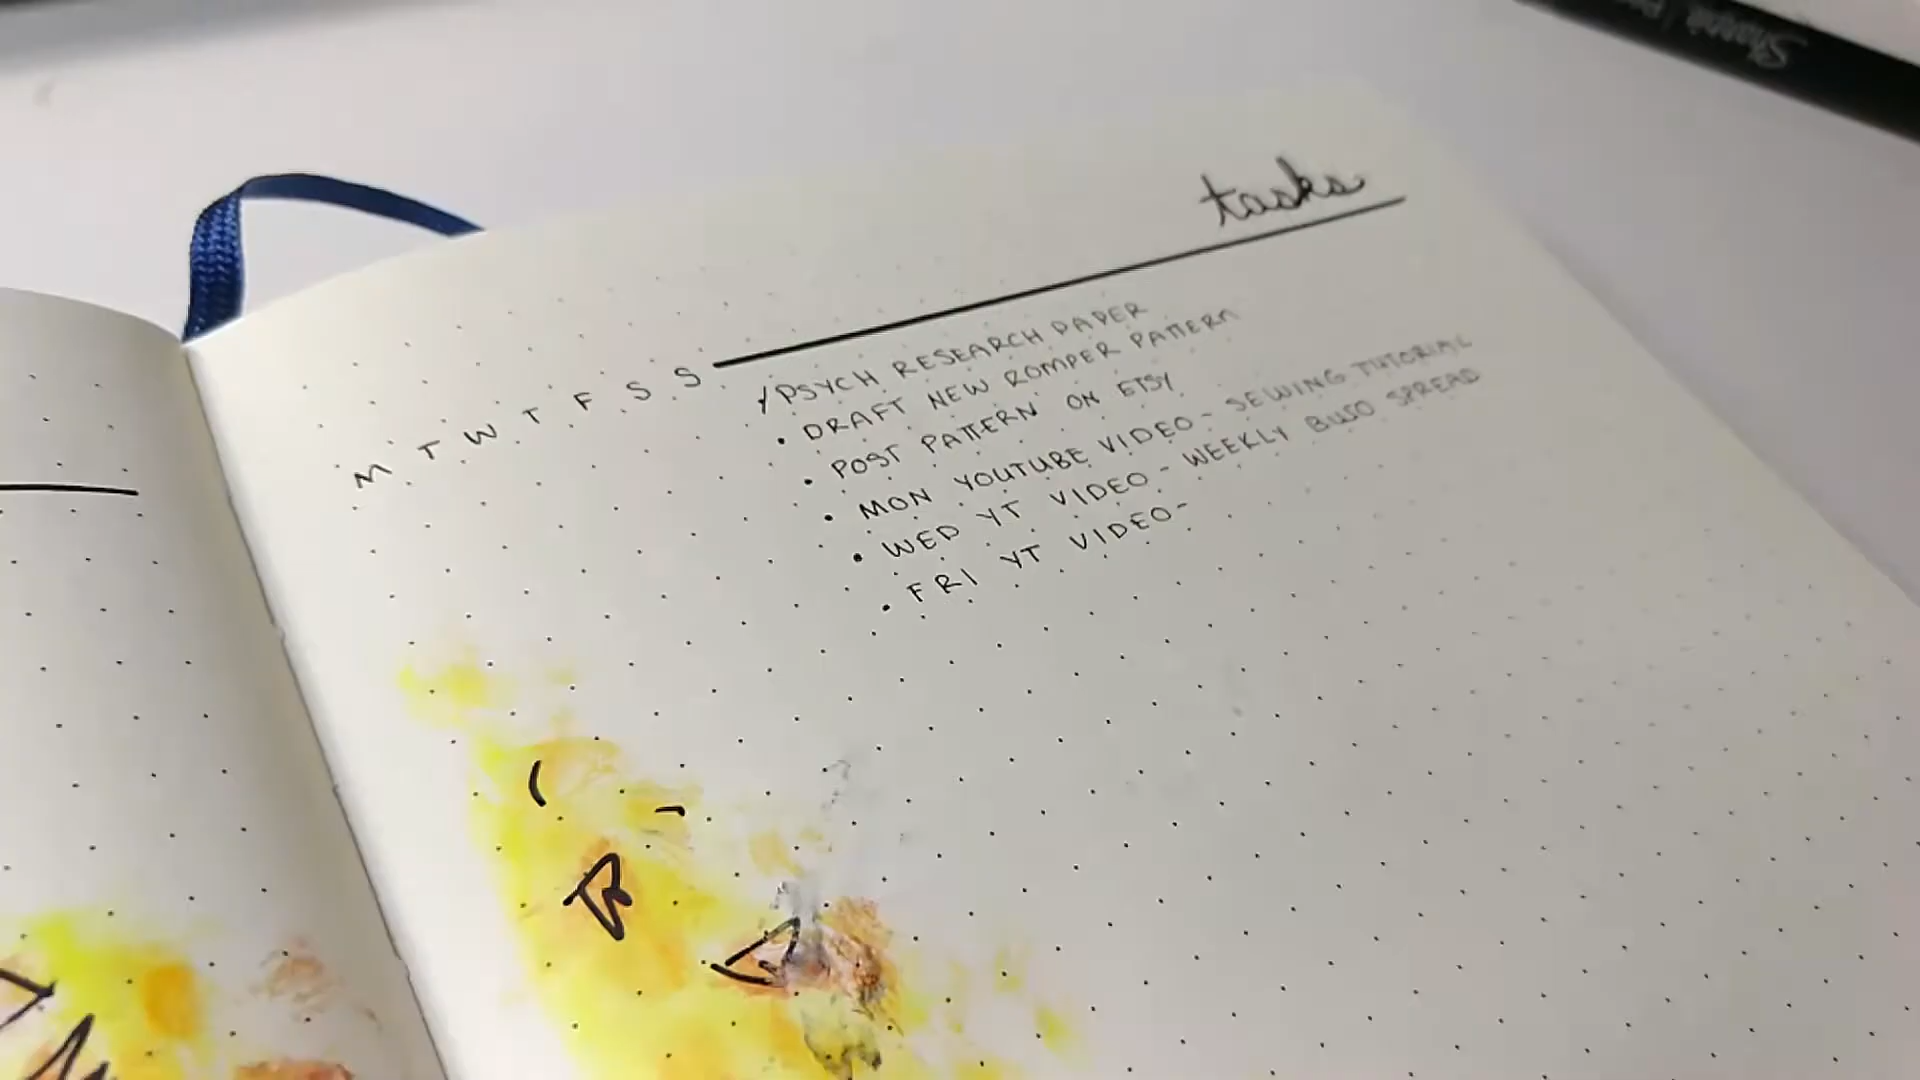 tasks
M T W T F S S
/ PSYCH RESEARCH PAPER
• DRAFT NEW ROMPER PATTERN
• POST PATTERN ON ETSY
• MON YOUTUBE VIDEO - SEWING TUTORIAL
• WED YT VIDEO - WEEKLY BUJO SPREAD
• FRI YT VIDEO -
Sharpie